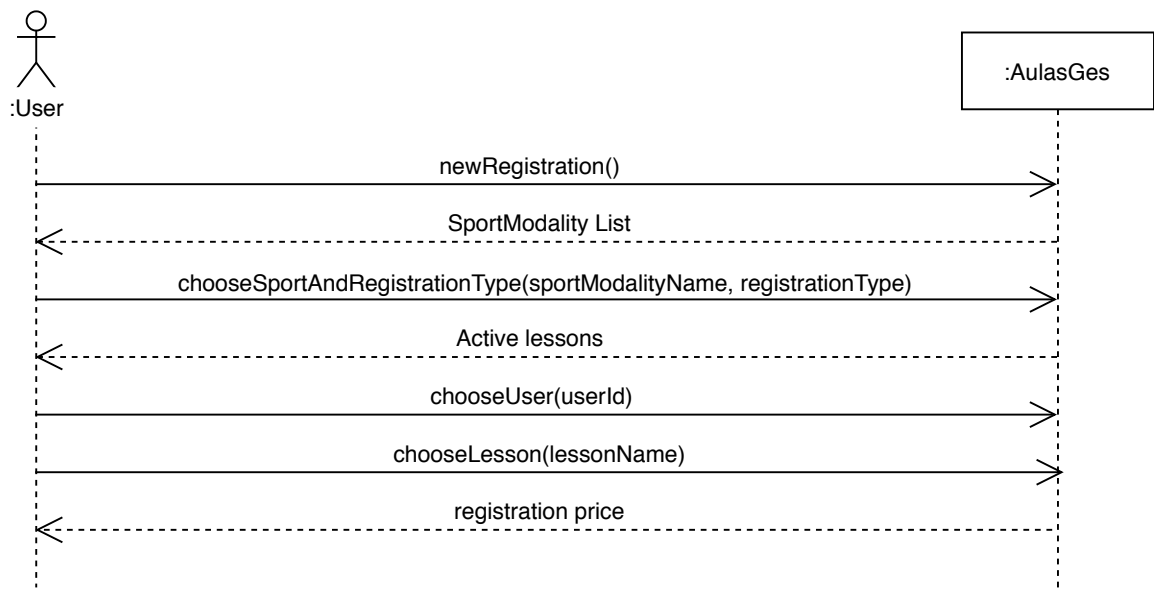 :User
:AulasGes
newRegistration()
SportModality List
chooseSportAndRegistrationType(sportModalityName, registrationType)
Active lessons
chooseUser(userId)
chooseLesson(lessonName)
registration price